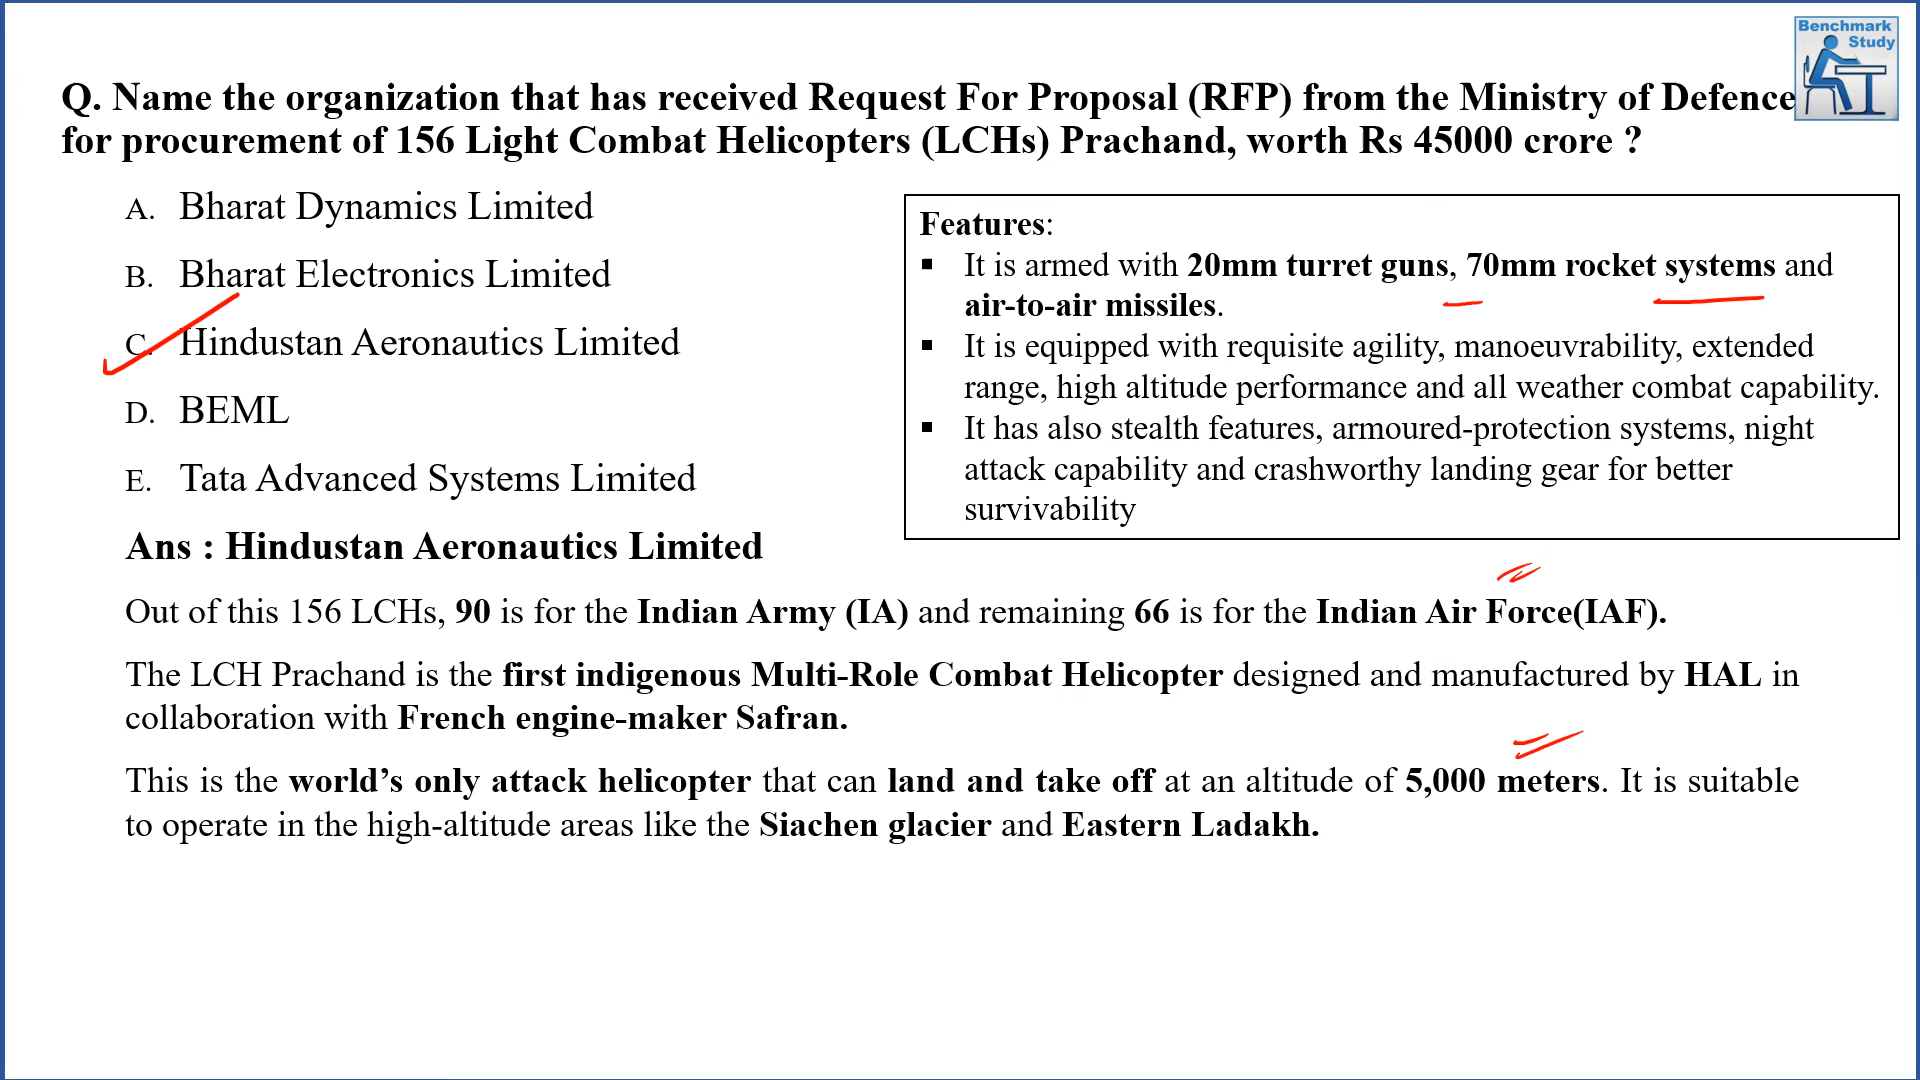 Benchmark
Study
Q. Name the organization that has received Request For Proposal (RFP) from the Ministry of Defence
for procurement of 156 Light Combat Helicopters (LCHs) Prachand, worth Rs 45000 crore ?
A. Bharat Dynamics Limited
B. Bharat Electronics Limited
C. Hindustan Aeronautics Limited
D. BEML
E. Tata Advanced Systems Limited
Ans : Hindustan Aeronautics Limited
Features:
▪ It is armed with 20mm turret guns, 70mm rocket systems and
air-to-air missiles.
▪ It is equipped with requisite agility, manoeuvrability, extended
range, high altitude performance and all weather combat capability.
▪ It has also stealth features, armoured-protection systems, night
attack capability and crashworthy landing gear for better
survivability
Out of this 156 LCHs, 90 is for the Indian Army (IA) and remaining 66 is for the Indian Air Force(IAF).
The LCH Prachand is the first indigenous Multi-Role Combat Helicopter designed and manufactured by HAL in
collaboration with French engine-maker Safran.
This is the world’s only attack helicopter that can land and take off at an altitude of 5,000 meters. It is suitable
to operate in the high-altitude areas like the Siachen glacier and Eastern Ladakh.